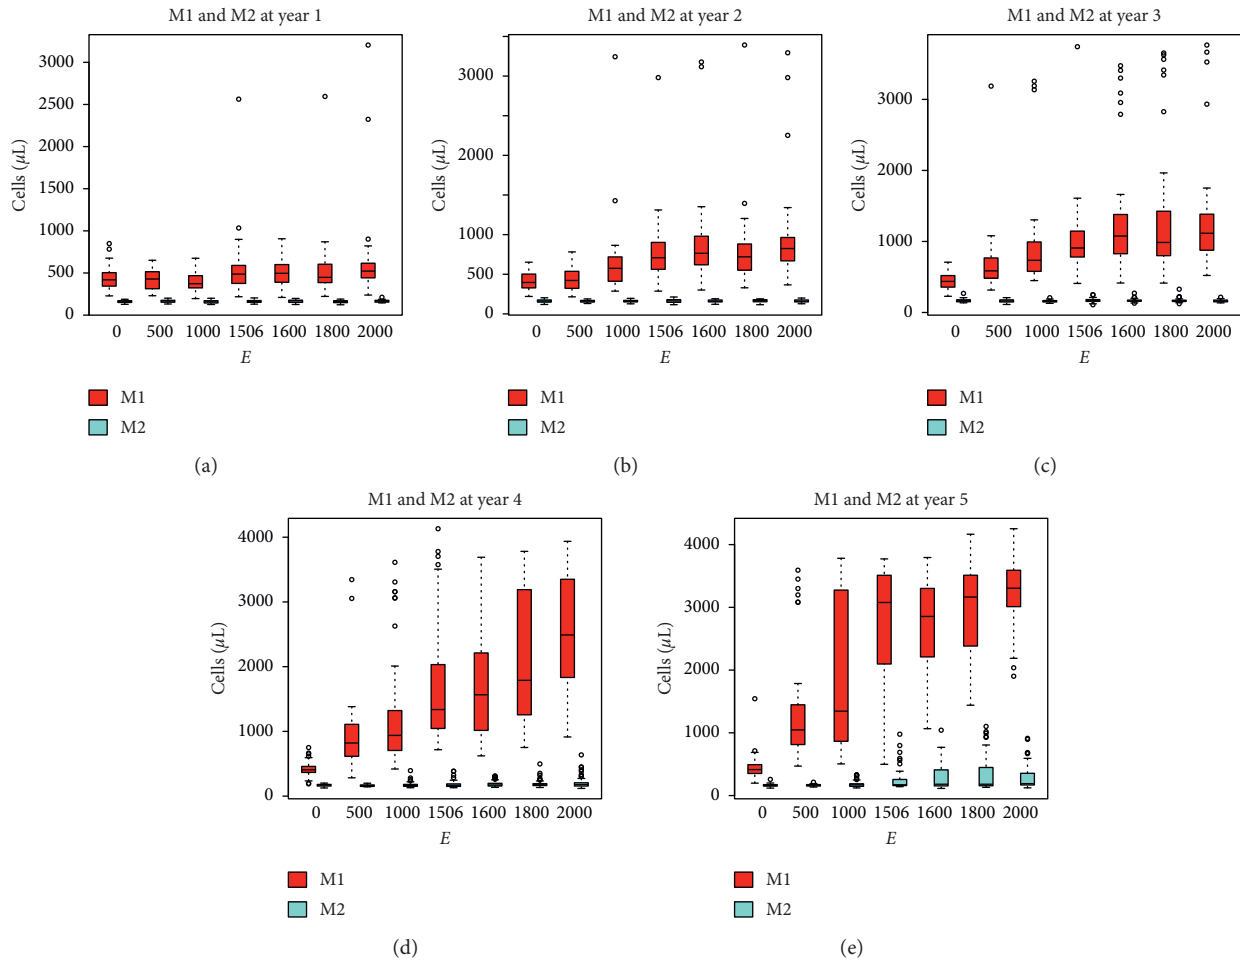 M1 and M2 at year 1
Cells (μL)
3000
2500
2000
1500
1000
500
0
0 500 1000 1506 1600 1800 2000
E
M1
M2
(a)
M1 and M2 at year 2
Cells (μL)
3000
2000
1000
500
0
0 500 1000 1506 1600 1800 2000
E
M1
M2
(b)
M1 and M2 at year 3
Cells (μL)
3000
2000
1000
0
0 500 1000 1506 1600 1800 2000
E
M1
M2
(c)
M1 and M2 at year 4
Cells (μL)
4000
3000
2000
1000
0
0 500 1000 1506 1600 1800 2000
E
M1
M2
(d)
M1 and M2 at year 5
Cells (μL)
4000
3000
2000
1000
0
0 500 1000 1506 1600 1800 2000
E
M1
M2
(e)